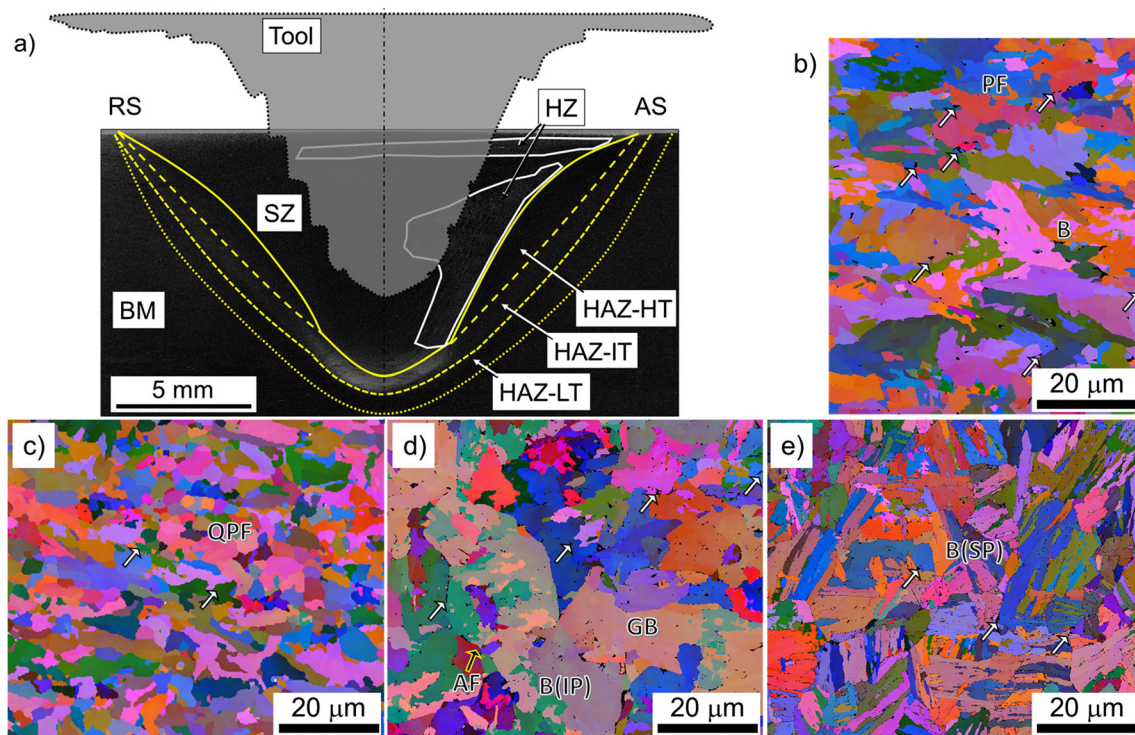 a)
Tool
RS
HZ
AS
SZ
BM
HAZ-HT
HAZ-IT
HAZ-LT
5 mm
b)
PF
B
20 µm
c)
QPF
20 µm
d)
GB
AF
B(IP)
20 µm
e)
B(SP)
20 µm